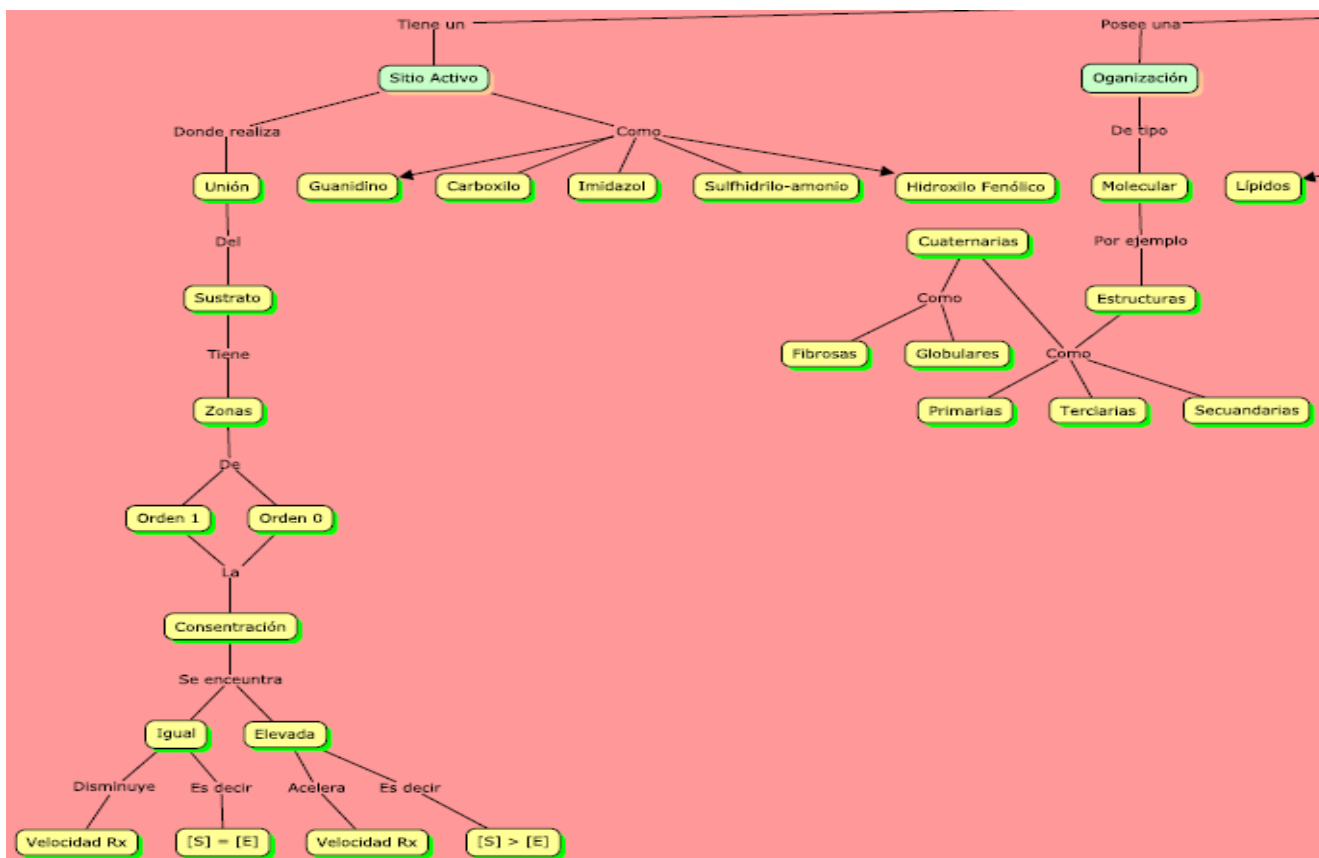 Tiene un
Posee una
Sitio Activo
Oganización
Donde realiza
Como
De tipo
Unión
Guanidino
Carboxilo
Imidazol
Sulfhidrilo-amonio
Hidroxilo Fenólico
Molecular
Lípidos
Del
Cuaternarias
Por ejemplo
Sustrato
Como
Estructuras
Tiene
Fibrosas
Globulares
Como
Zonas
Primarias
Terciarias
Secuandarias
De
Orden 1
Orden 0
La
Consentración
Se enceuntra
Igual
Elevada
Disminuye
Es decir
Acelera
Es decir
Velocidad Rx
[S] = [E]
Velocidad Rx
[S] > [E]